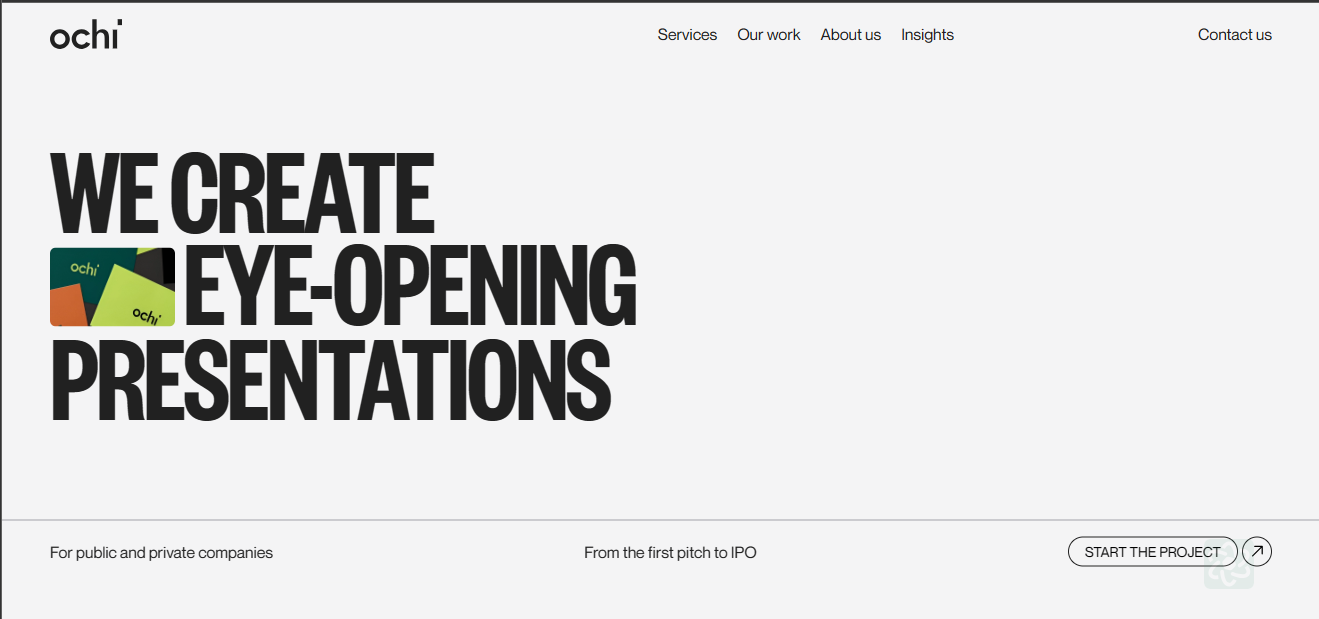 ochi
Services Our work About us Insights Contact us
WE CREATE
ochi
ochi
EYE-OPENING
PRESENTATIONS
For public and private companies From the first pitch to IPO START THE PROJECT